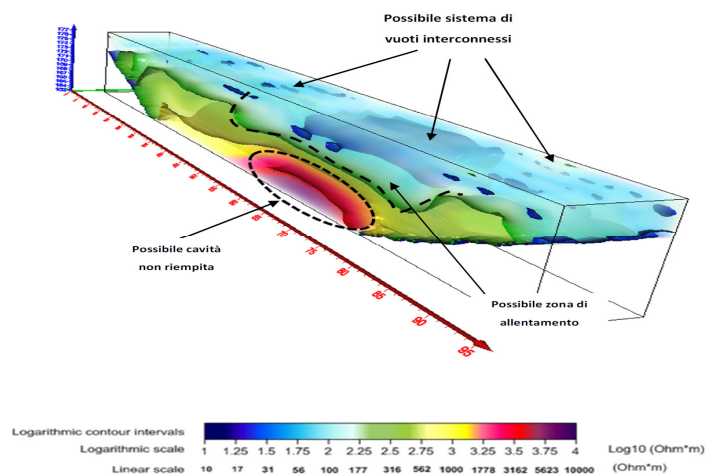 Possibile sistema di
vuoti interconnessi
Possibile cavità
non riempita
Possibile zona di
allentamento
70
75
80
85
90
95
Logarithmic contour intervals
Logarithmic scale 1 1.25 1.5 1.75 2 2.25 2.5 2.75 3 3.25 3.5 3.75 4 Log10 (Ohm*m)
Linear scale 10 17 31 56 100 177 316 562 1000 1778 3162 5623 10000 (Ohm*m)